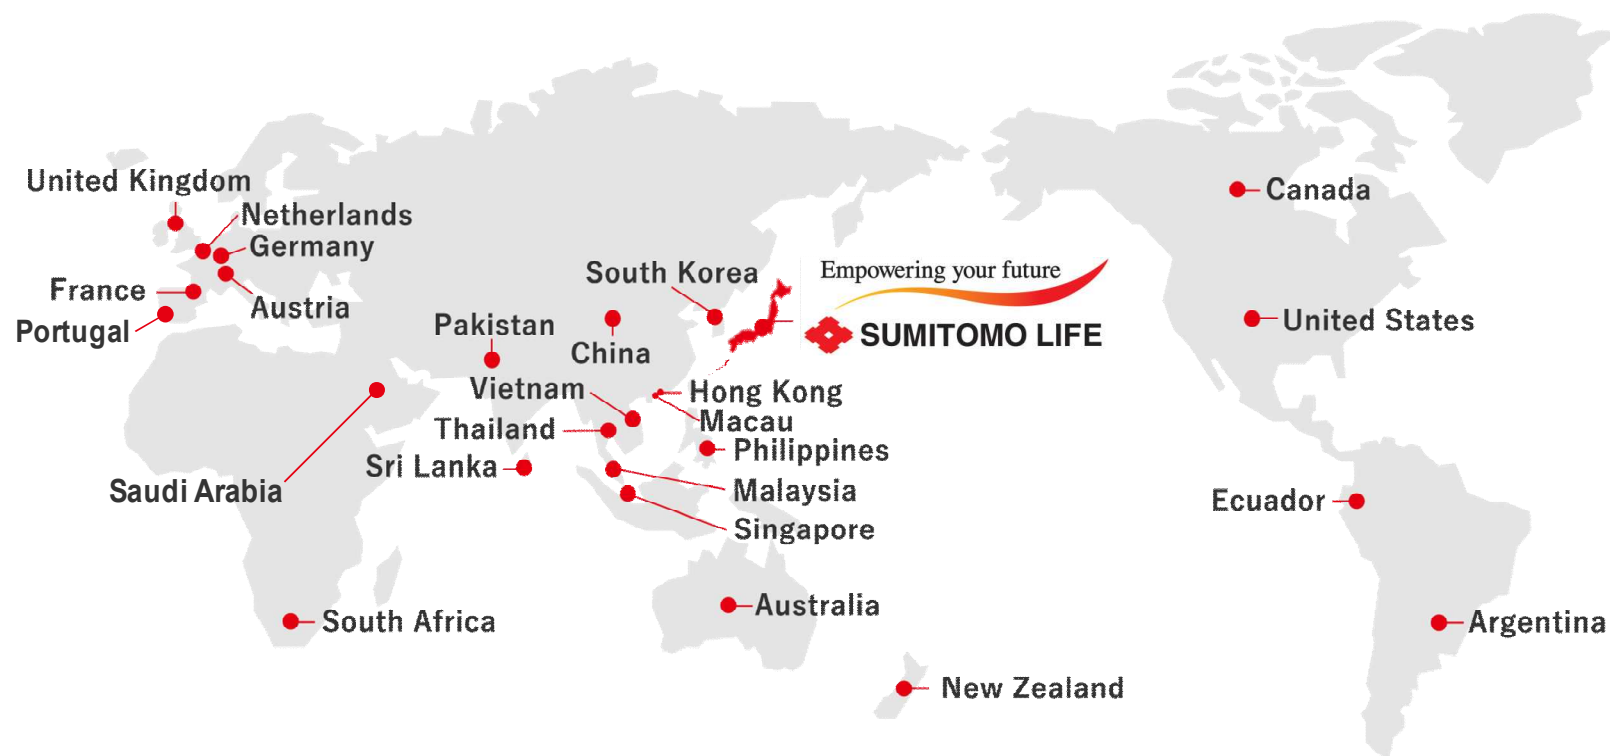 United Kingdom
Canada
Netherlands
Germany
South Korea
Empowering your future
France
Austria
Portugal
Pakistan
China
SUMITOMO LIFE
United States
Vietnam
Hong Kong
Macau
Thailand
Philippines
Sri Lanka
Saudi Arabia
Malaysia
Ecuador
Singapore
Australia
South Africa
Argentina
New Zealand